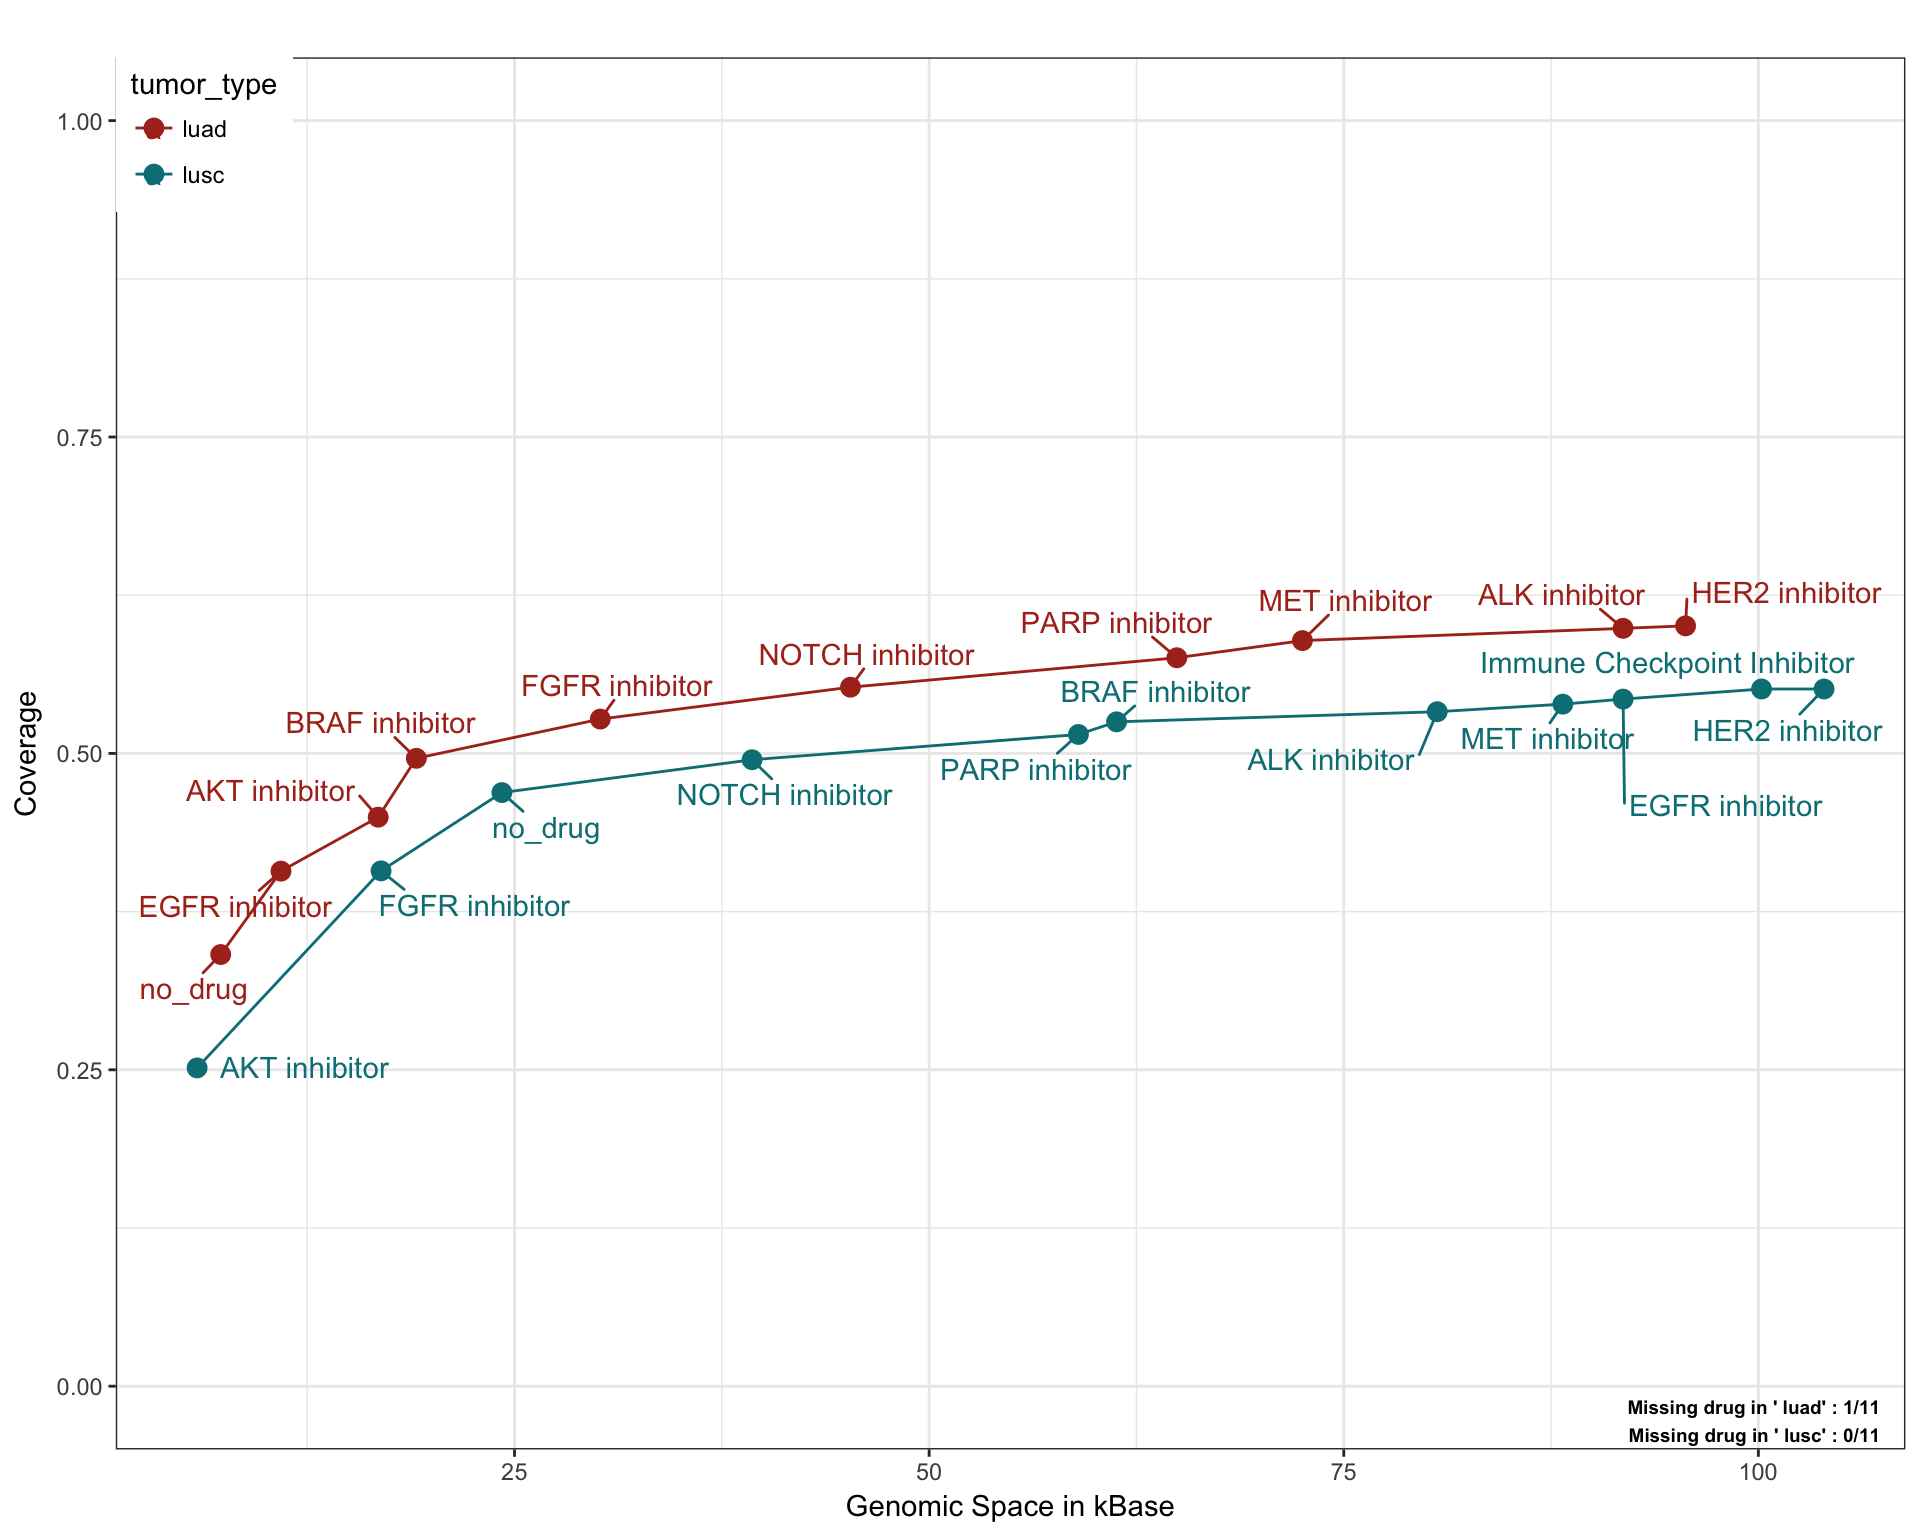 tumor_type
luad
lusc
1.00
0.75
0.50
0.25
0.00
Coverage
HER2 inhibitor
ALK inhibitor
MET inhibitor
PARP inhibitor
NOTCH inhibitor
FGFR inhibitor
BRAF inhibitor
AKT inhibitor
EGFR inhibitor
no_drug
Immune Checkpoint Inhibitor
BRAF inhibitor
HER2 inhibitor
MET inhibitor
ALK inhibitor
PARP inhibitor
NOTCH inhibitor
EGFR inhibitor
no_drug
FGFR inhibitor
AKT inhibitor
Missing drug in ' luad' : 1/11
Missing drug in ' lusc' : 0/11
25
50
75
100
Genomic Space in kBase